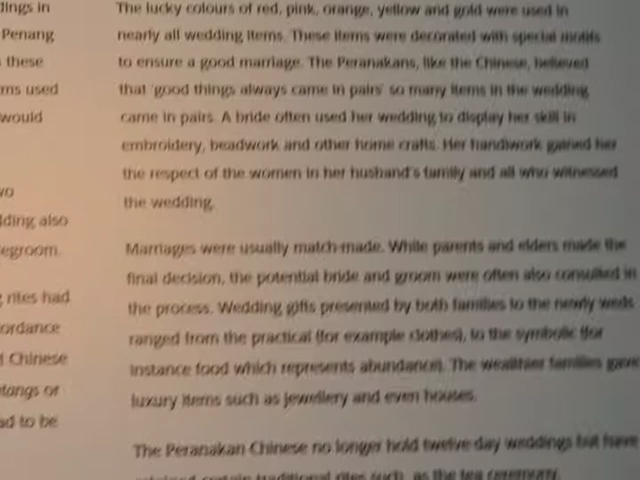 dings in
Penang
these
ms used
would
wo
dding also
egroom.
g rites had
ordance
d Chinese
tangs or
ad to be
The lucky colours of red, pink, orange, yellow and gold were used in
nearly all wedding items. These items were decorated with special motifs
to ensure a good marriage. The Peranakans, like the Chinese, believed
that 'good things always came in pairs' so many items in the wedding
came in pairs. A bride often used her wedding to display her skill in
embroidery, beadwork and other home crafts. Her handiwork gained her
the respect of the women in her husband's family and all who witnessed
the wedding.
Marriages were usually match-made. While parents and elders made the
final decision, the potential bride and groom were often also consulted in
the process. Wedding gifts presented by both families to the newly weds
ranged from the practical (for example clothes), to the symbolic (for
instance food which represents abundance). The wealthier families gave
luxury items such as jewellery and even houses.
The Peranakan Chinese no longer hold twelve day weddings but have
retained certain traditional rites such, as the tea ceremony.